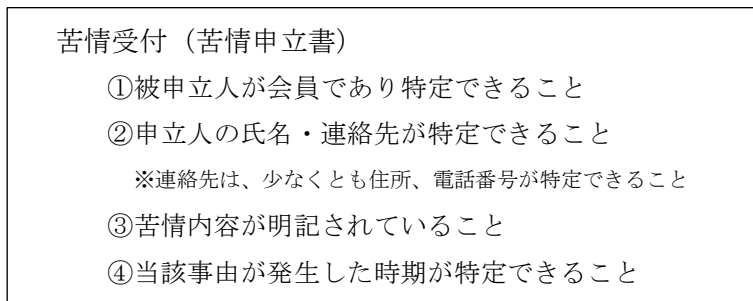 苦情受付（苦情申立書）
①被申立人が会員であり特定できること
②申立人の氏名・連絡先が特定できること
※連絡先は、少なくとも住所、電話番号が特定できること
③苦情内容が明記されていること
④当該事由が発生した時期が特定できること